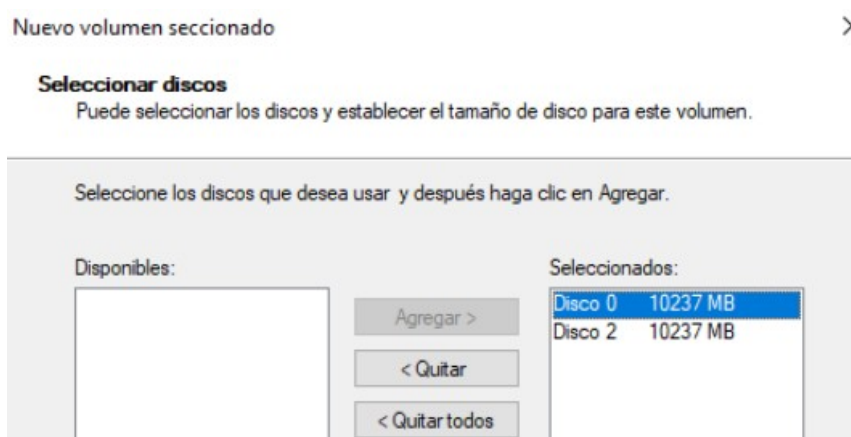 Nuevo volumen seccionado
Seleccionar discos
Puede seleccionar los discos y establecer el tamaño de disco para este volumen.
Seleccione los discos que desea usar y después haga clic en Agregar.
Disponibles:
Seleccionados:
Agregar >
< Quitar
< Quitar todos
Disco 0 10237 MB
Disco 2 10237 MB